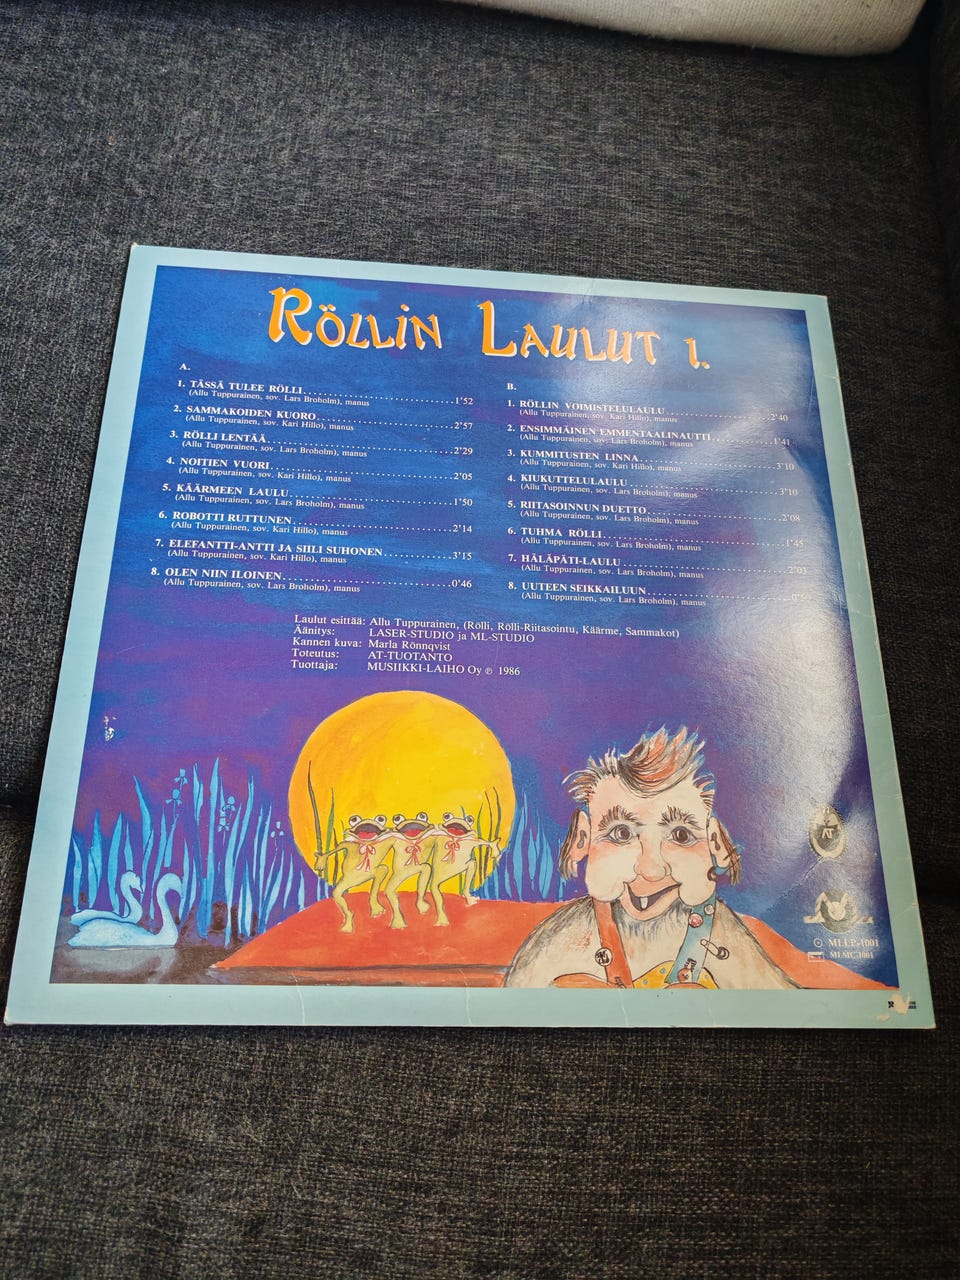 RÖLLIN LAULUT 1.
A.
1. TÄSSÄ TULEE RÖLLI 1'52
(Allu Tuppurainen, sov. Lars Broholm), manus
2. SAMMAKOIDEN KUORO 2'57
(Allu Tuppurainen, sov. Kari Hillo), manus
3. RÖLLI LENTÄÄ 2'29
(Allu Tuppurainen, sov. Lars Broholm), manus
4. NOITIEN VUORI 2'05
(Allu Tuppurainen, sov. Kari Hillo), manus
5. KÄÄRMEEN LAULU 1'50
(Allu Tuppurainen, sov. Lars Broholm), manus
6. ROBOTTI RUTTUNEN 2'14
(Allu Tuppurainen, sov. Kari Hillo), manus
7. ELEFANTTI-ANTTI JA SIILI SUHONEN 3'15
(Allu Tuppurainen, sov. Kari Hillo), manus
8. OLEN NIIN ILOINEN 0'46
(Allu Tuppurainen, sov. Lars Broholm), manus
B.
1. RÖLLIN VOIMISTELULAULU 2'40
(Allu Tuppurainen, sov. Kari Hillo), manus
2. ENSIMMÄINEN EMMENTAALINAUTTI 1'41
(Allu Tuppurainen, sov. Lars Broholm), manus
3. KUMMITUSTEN LINNA 3'10
(Allu Tuppurainen, sov. Kari Hillo), manus
4. KIUKUTTELULAULU 3'10
(Allu Tuppurainen, sov. Lars Broholm), manus
5. RIITASOINNUN DUETTO 2'08
(Allu Tuppurainen, sov. Lars Broholm), manus
6. TUHMA RÖLLI 1'45
(Allu Tuppurainen, sov. Lars Broholm), manus
7. HÄLÄPÄTI-LAULU 2'03
(Allu Tuppurainen, sov. Lars Broholm), manus
8. UUTEEN SEIKKAILUUN
(Allu Tuppurainen, sov. Lars Broholm), manus
Laulut esittää: Allu Tuppurainen, (Rölli, Rölli-Riitasointu, Käärme, Sammakot)
Äänitys: LASER-STUDIO ja ML-STUDIO
Kannen kuva: Marla Rönnqvist
Toteutus: AT-TUOTANTO
Tuottaja: MUSIIKKI-LAIHO Oy ℗ 1986
AT
MLLP-1001
MLMC-1001